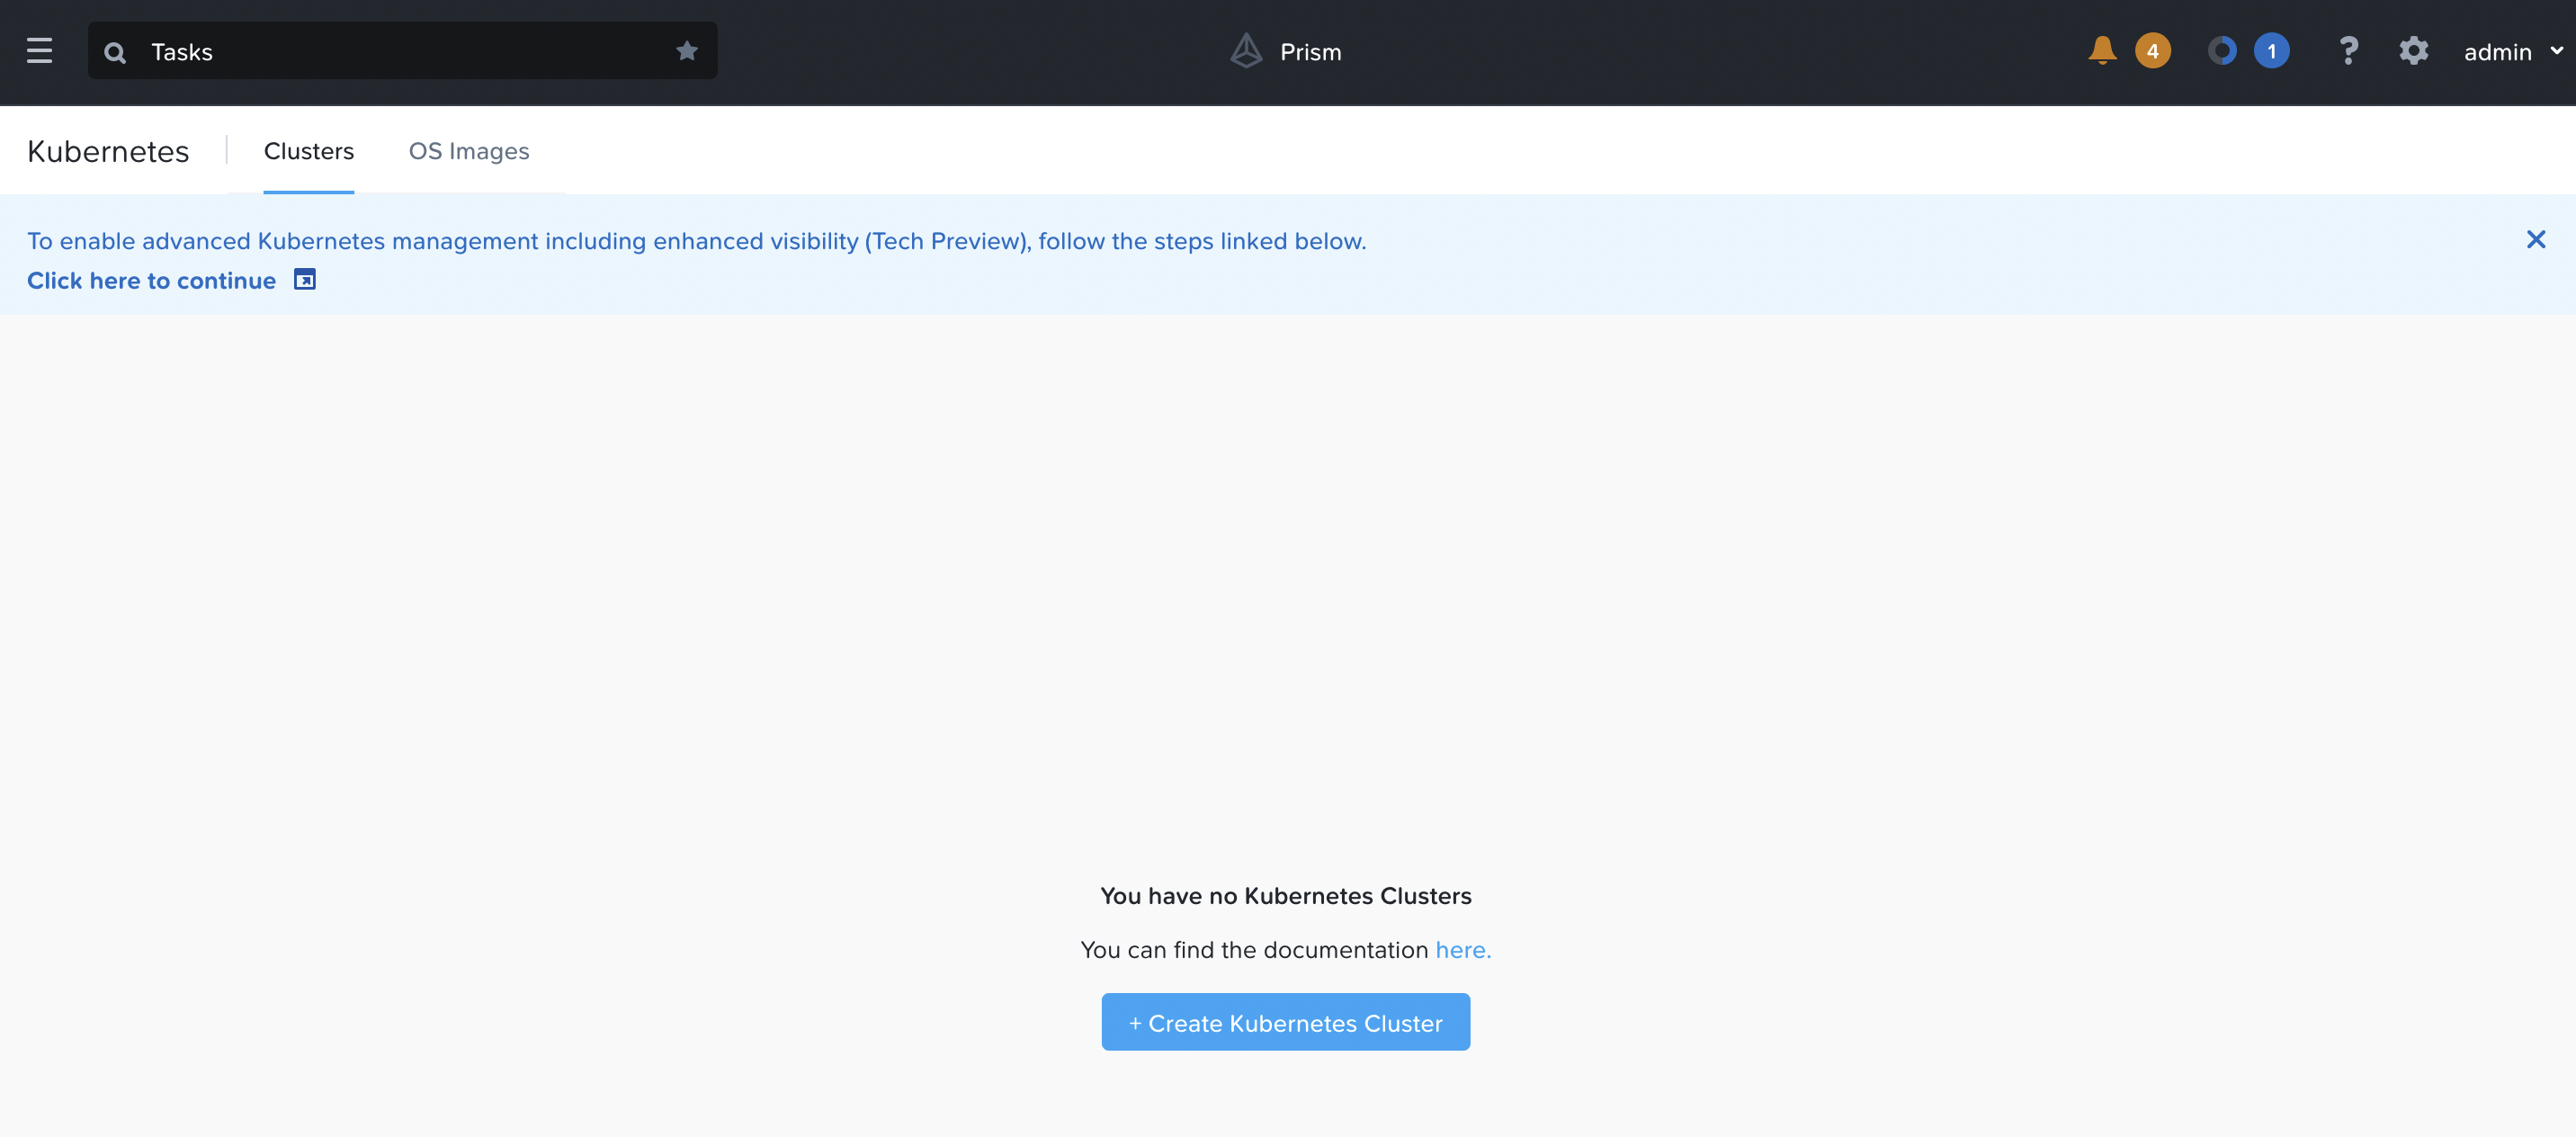 Tasks
Prism
4
1
?
admin
Kubernetes
Clusters
OS Images
To enable advanced Kubernetes management including enhanced visibility (Tech Preview), follow the steps linked below.
Click here to continue
You have no Kubernetes Clusters
You can find the documentation here.
+ Create Kubernetes Cluster